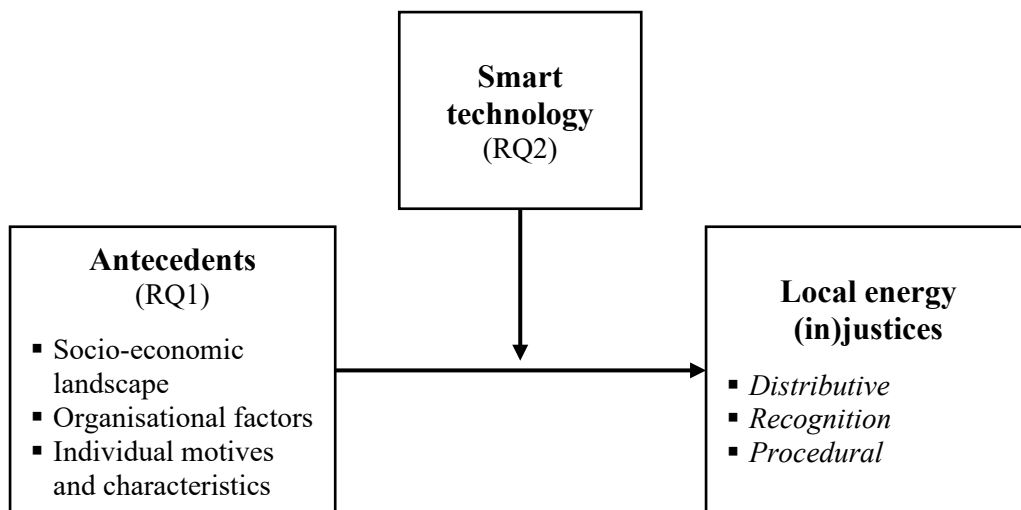 Smart
technology
(RQ2)
Antecedents
(RQ1)
▪ Socio-economic
landscape
▪ Organisational factors
▪ Individual motives
and characteristics
Local energy
(in)justices
▪ Distributive
▪ Recognition
▪ Procedural